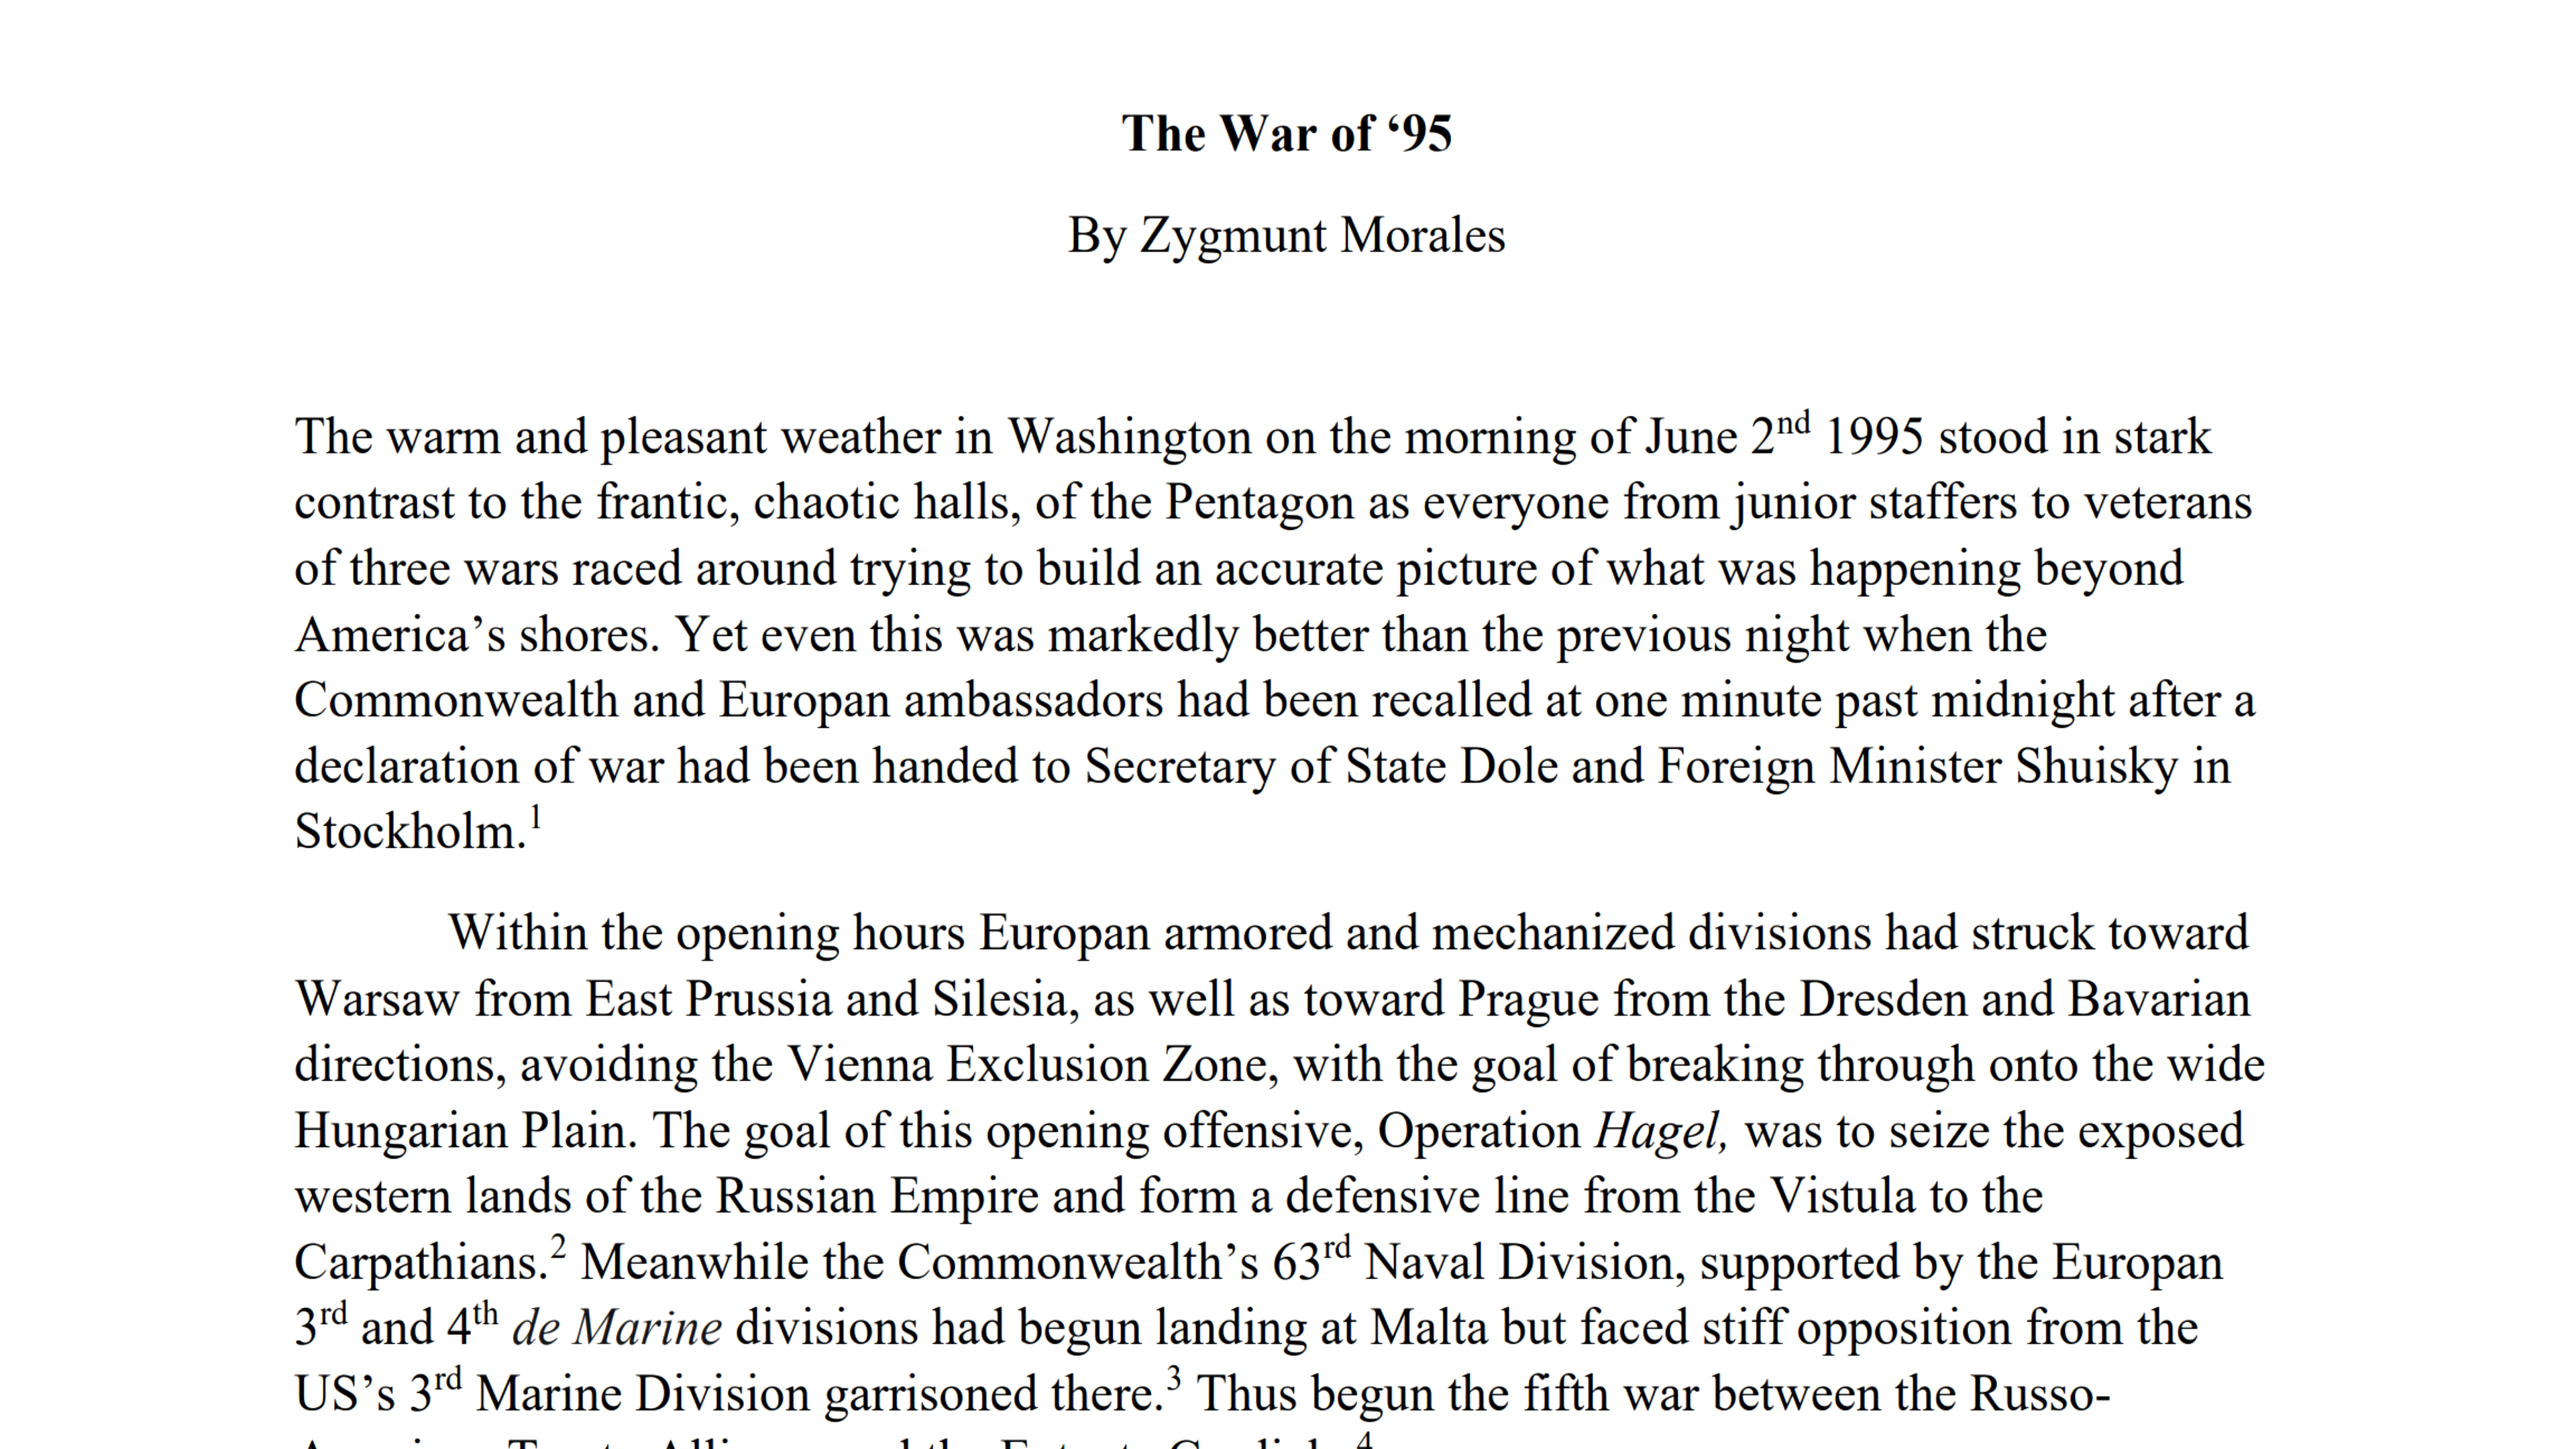 The War of ‘95
By Zygmunt Morales
The warm and pleasant weather in Washington on the morning of June 2nd 1995 stood in stark
contrast to the frantic, chaotic halls, of the Pentagon as everyone from junior staffers to veterans
of three wars raced around trying to build an accurate picture of what was happening beyond
America’s shores. Yet even this was markedly better than the previous night when the
Commonwealth and Europan ambassadors had been recalled at one minute past midnight after a
declaration of war had been handed to Secretary of State Dole and Foreign Minister Shuisky in
Stockholm.1
Within the opening hours Europan armored and mechanized divisions had struck toward
Warsaw from East Prussia and Silesia, as well as toward Prague from the Dresden and Bavarian
directions, avoiding the Vienna Exclusion Zone, with the goal of breaking through onto the wide
Hungarian Plain. The goal of this opening offensive, Operation Hagel, was to seize the exposed
western lands of the Russian Empire and form a defensive line from the Vistula to the
Carpathians.2 Meanwhile the Commonwealth’s 63rd Naval Division, supported by the Europan
3rd and 4th de Marine divisions had begun landing at Malta but faced stiff opposition from the
US’s 3rd Marine Division garrisoned there.3 Thus begun the fifth war between the Russo-
4